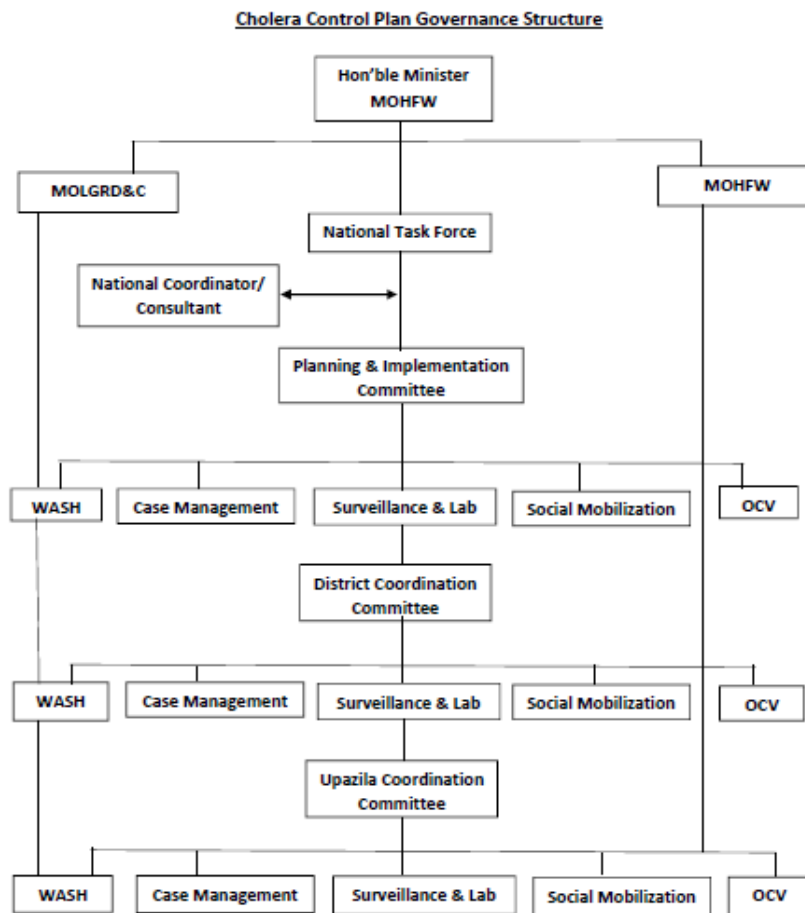 Cholera Control Plan Governance Structure
Hon'ble Minister
MOHFW
MOLGRD&C
MOHFW
National Task Force
National Coordinator/
Consultant
Planning & Implementation
Committee
WASH
Case Management
Surveillance & Lab
Social Mobilization
OCV
District Coordination
Committee
WASH
Case Management
Surveillance & Lab
Social Mobilization
OCV
Upazila Coordination
Committee
WASH
Case Management
Surveillance & Lab
Social Mobilization
OCV